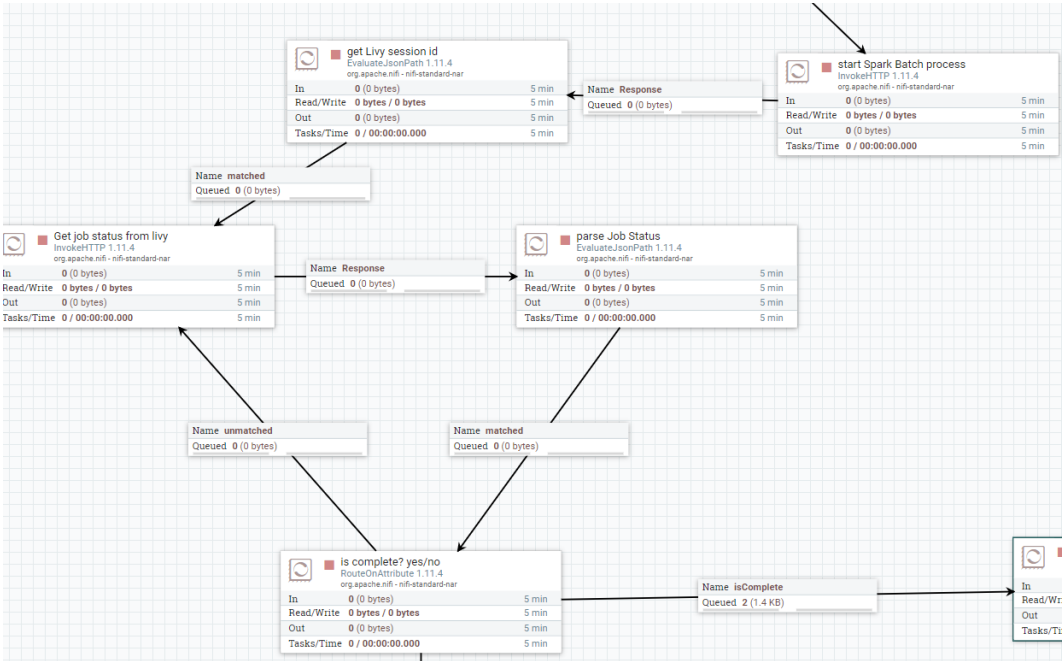 get Livy session id
EvaluateJsonPath 1.11.4
org.apache.nifi - nifi-standard-nar
In 0 (0 bytes) 5 min
Read/Write 0 bytes / 0 bytes 5 min
Out 0 (0 bytes) 5 min
Tasks/Time 0 / 00:00:00.000 5 min
Name Response
Queued 0 (0 bytes)
start Spark Batch process
InvokeHTTP 1.11.4
org.apache.nifi - nifi-standard-nar
In 0 (0 bytes) 5 min
Read/Write 0 bytes / 0 bytes 5 min
Out 0 (0 bytes) 5 min
Tasks/Time 0 / 00:00:00.000 5 min
Name matched
Queued 0 (0 bytes)
Get job status from livy
InvokeHTTP 1.11.4
org.apache.nifi - nifi-standard-nar
In 0 (0 bytes) 5 min
Read/Write 0 bytes / 0 bytes 5 min
Out 0 (0 bytes) 5 min
Tasks/Time 0 / 00:00:00.000 5 min
Name Response
Queued 0 (0 bytes)
parse Job Status
EvaluateJsonPath 1.11.4
org.apache.nifi - nifi-standard-nar
In 0 (0 bytes) 5 min
Read/Write 0 bytes / 0 bytes 5 min
Out 0 (0 bytes) 5 min
Tasks/Time 0 / 00:00:00.000 5 min
Name unmatched
Queued 0 (0 bytes)
Name matched
Queued 0 (0 bytes)
is complete? yes/no
RouteOnAttribute 1.11.4
org.apache.nifi - nifi-standard-nar
In 0 (0 bytes) 5 min
Read/Write 0 bytes / 0 bytes 5 min
Out 0 (0 bytes) 5 min
Tasks/Time 0 / 00:00:00.000 5 min
Name isComplete
Queued 2 (1.4 KB)
In
Read/Wri
Out
Tasks/Ti